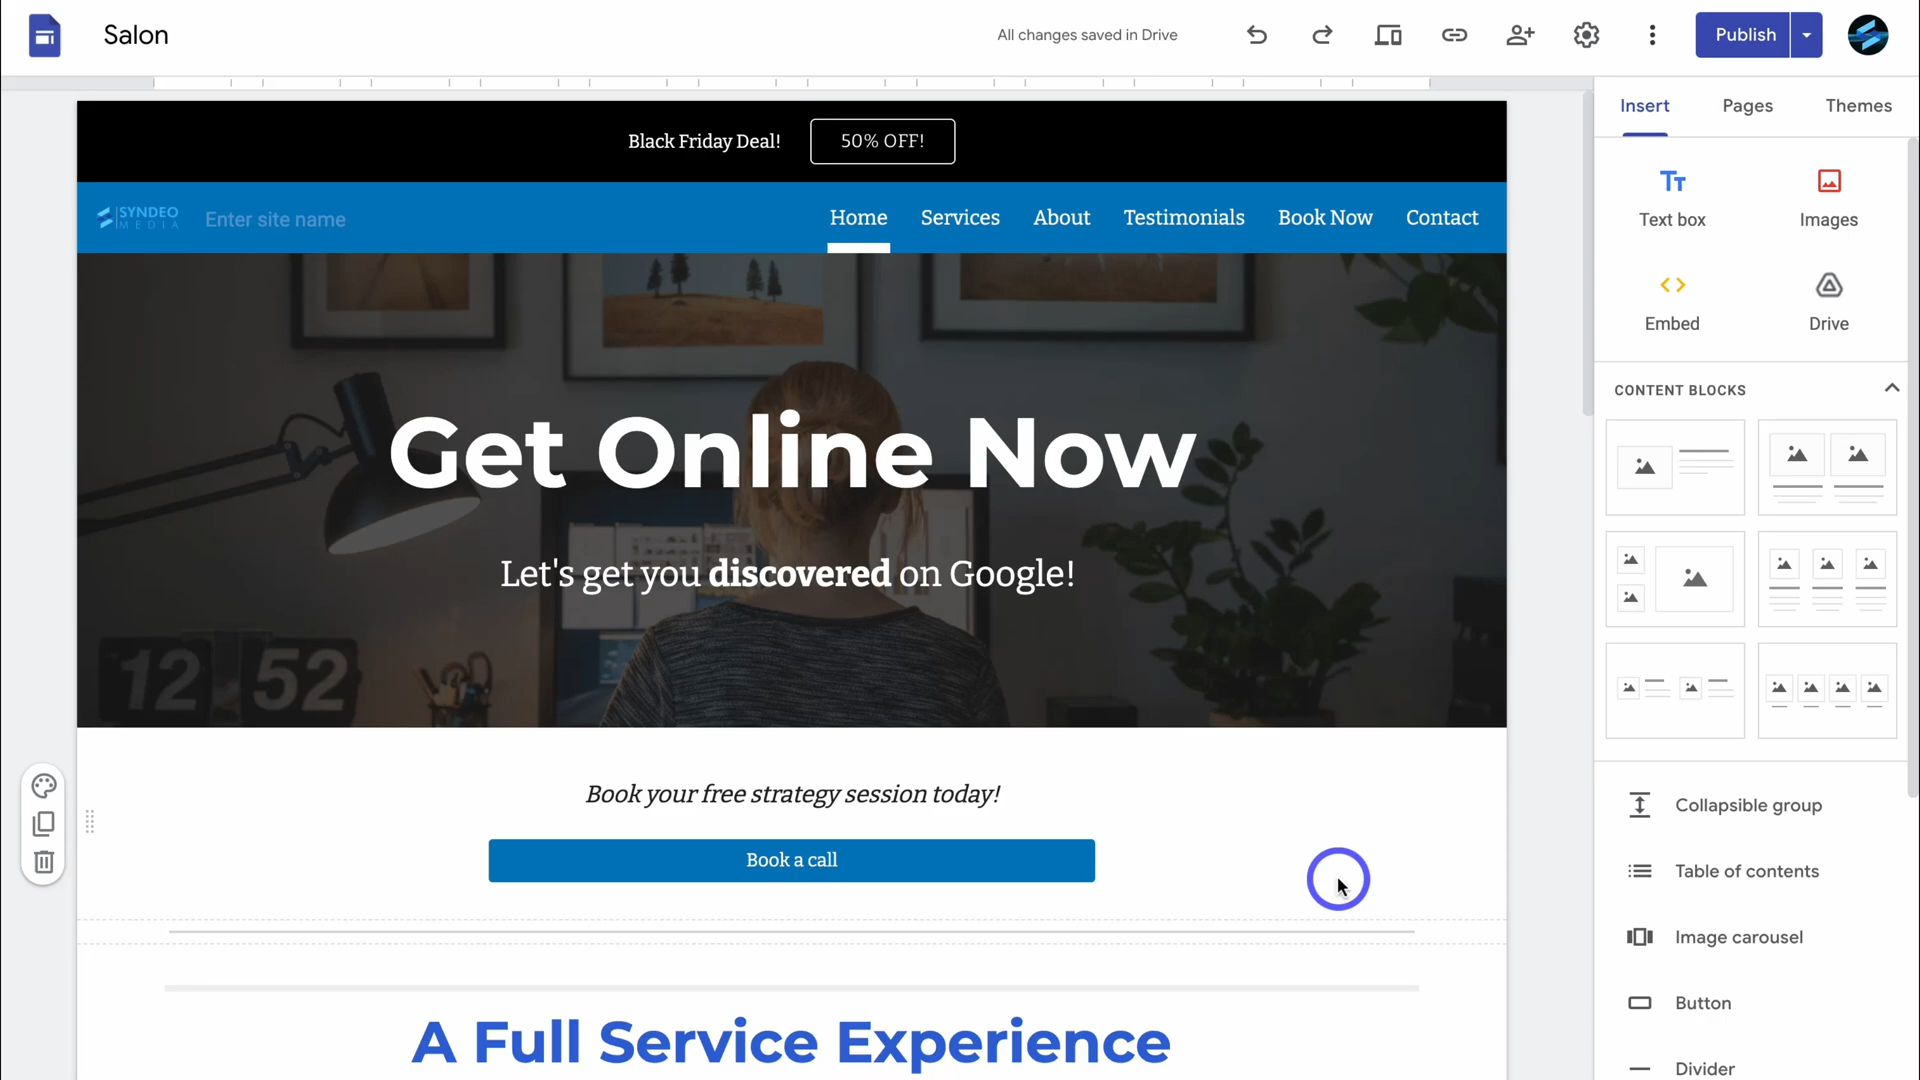 Salon
All changes saved in Drive
Publish
Insert
Pages
Themes
Black Friday Deal!
50% OFF!
SYNDEO
MEDIA
Enter site name
Home
Services
About
Testimonials
Book Now
Contact
Get Online Now
Let's get you discovered on Google!
12 52
Book your free strategy session today!
Book a call
A Full Service Experience
Tт
Text box
Images
Embed
Drive
CONTENT BLOCKS
Collapsible group
Table of contents
Image carousel
Button
Divider